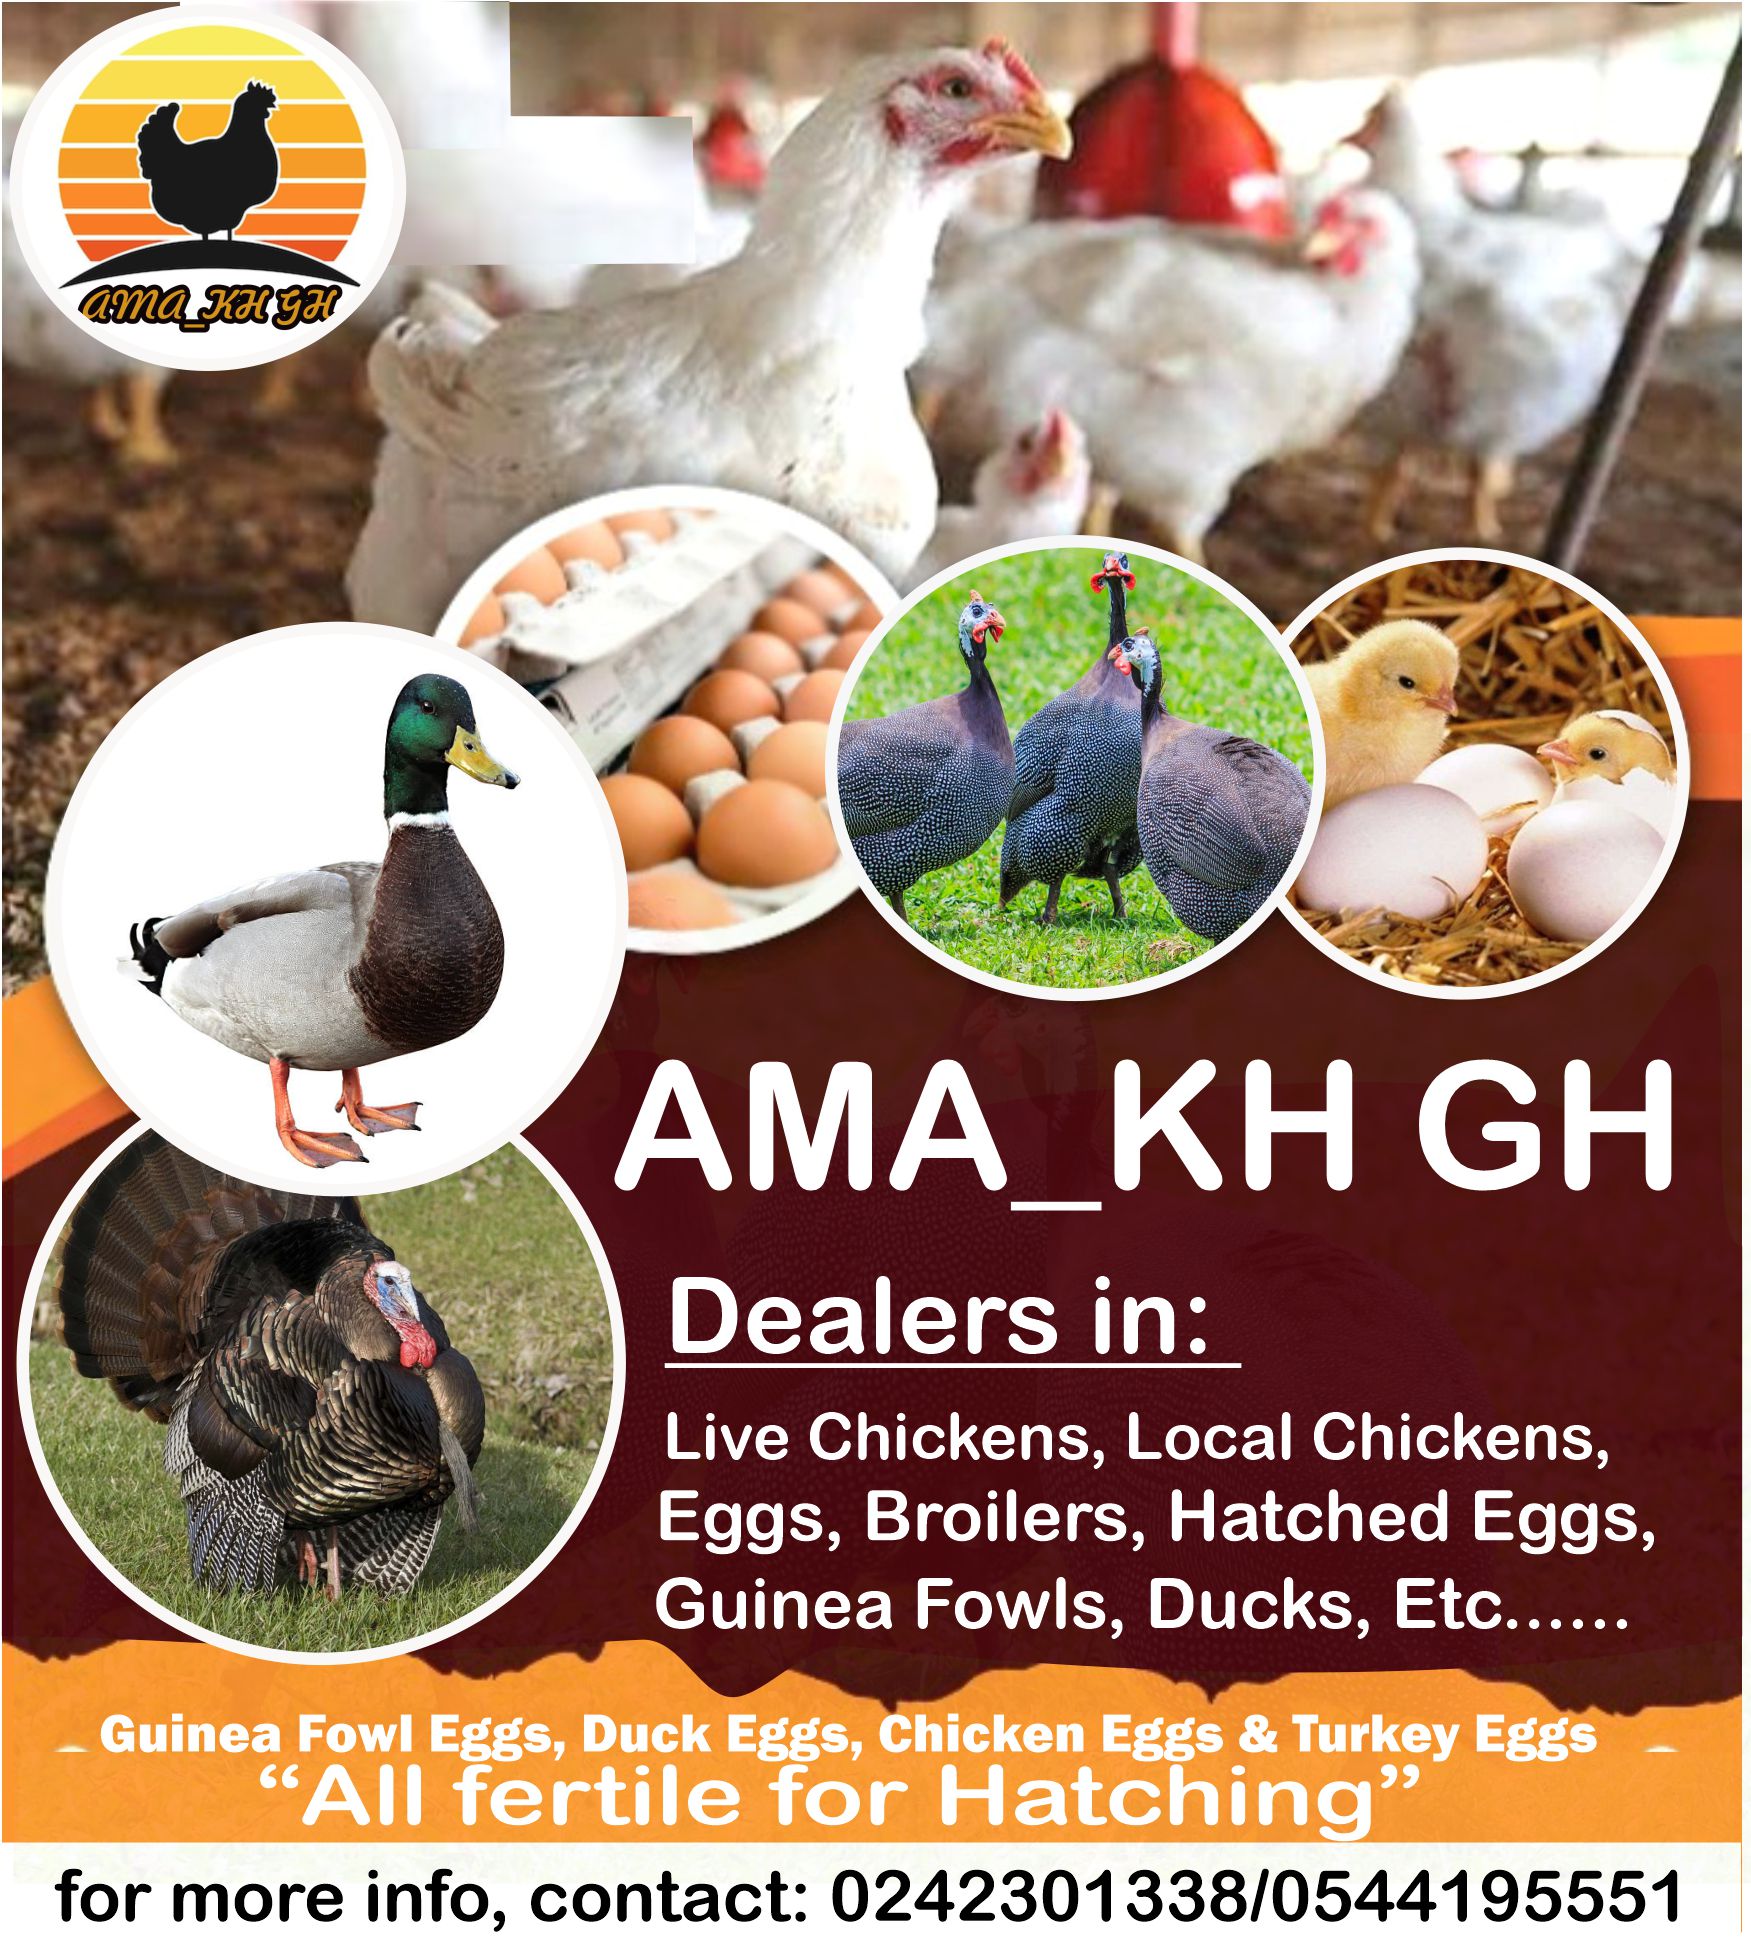 AMA_KH GH
AMA_KH GH
Dealers in:
Live Chickens, Local Chickens,
Eggs, Broilers, Hatched Eggs,
Guinea Fowls, Ducks, Etc......
Guinea Fowl Eggs, Duck Eggs, Chicken Eggs & Turkey Eggs
“All fertile for Hatching”
for more info, contact: 0242301338/0544195551